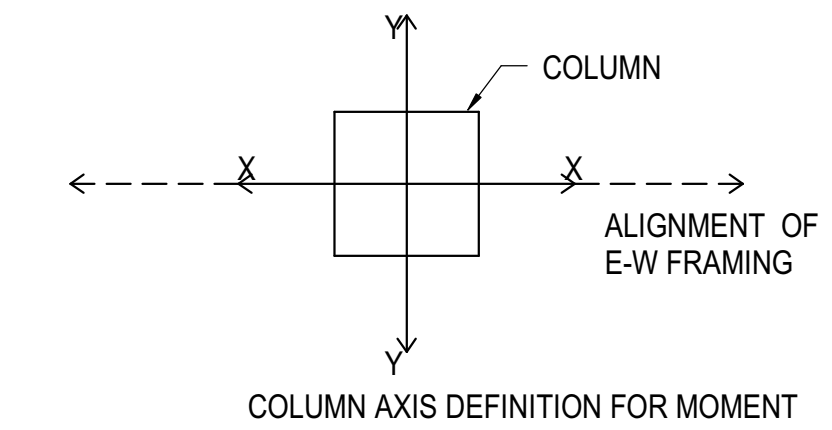 Y
COLUMN
X
X
ALIGNMENT OF
E-W FRAMING
Y
COLUMN AXIS DEFINITION FOR MOMENT